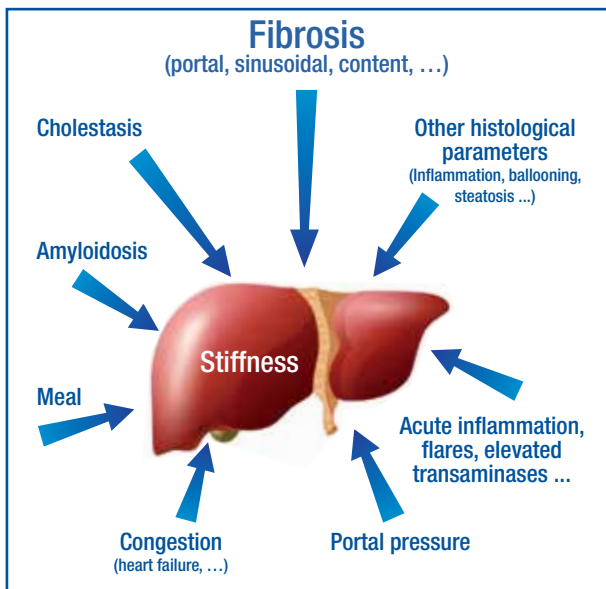 Fibrosis
(portal, sinusoidal, content, …)
Cholestasis
Other histological
parameters
(Inflammation, ballooning,
steatosis ...)
Amyloidosis
Stiffness
Meal
Acute inflammation,
flares, elevated
transaminases ...
Congestion
(heart failure, …)
Portal pressure